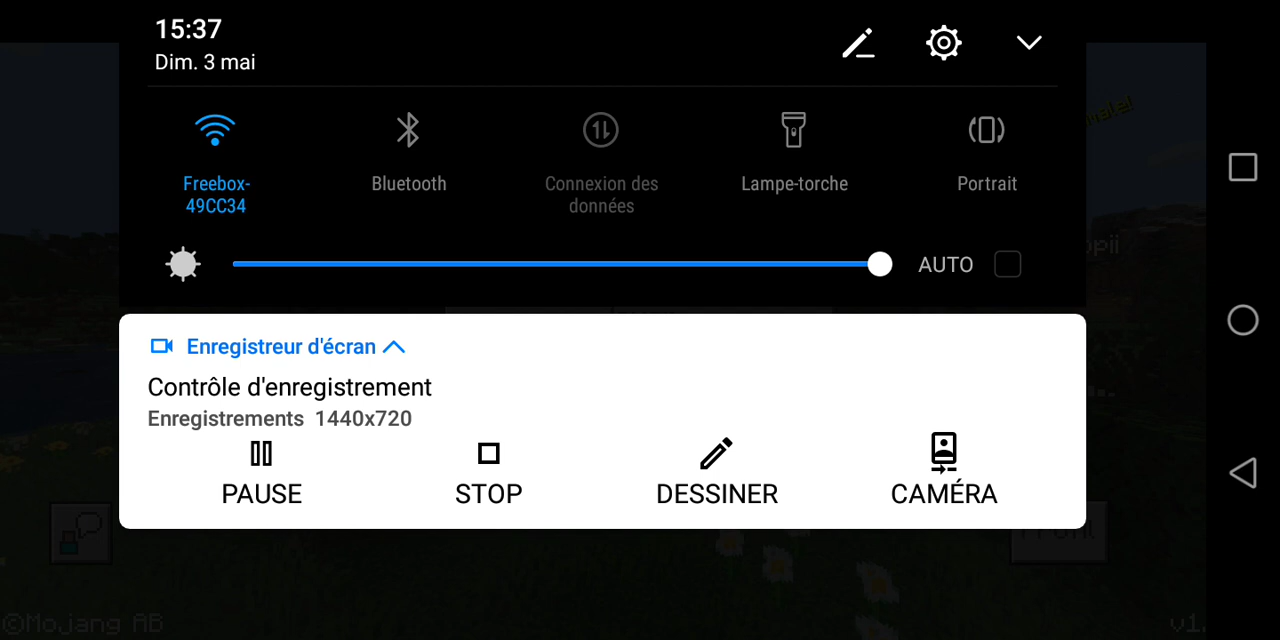 15:37
Dim. 3 mai
Freebox-
49CC34
Bluetooth
Connexion des
données
Lampe-torche
Portrait
AUTO
Enregistreur d'écran
Contrôle d'enregistrement
Enregistrements 1440x720
PAUSE
STOP
DESSINER
CAMÉRA
©Mojang AB
v1.